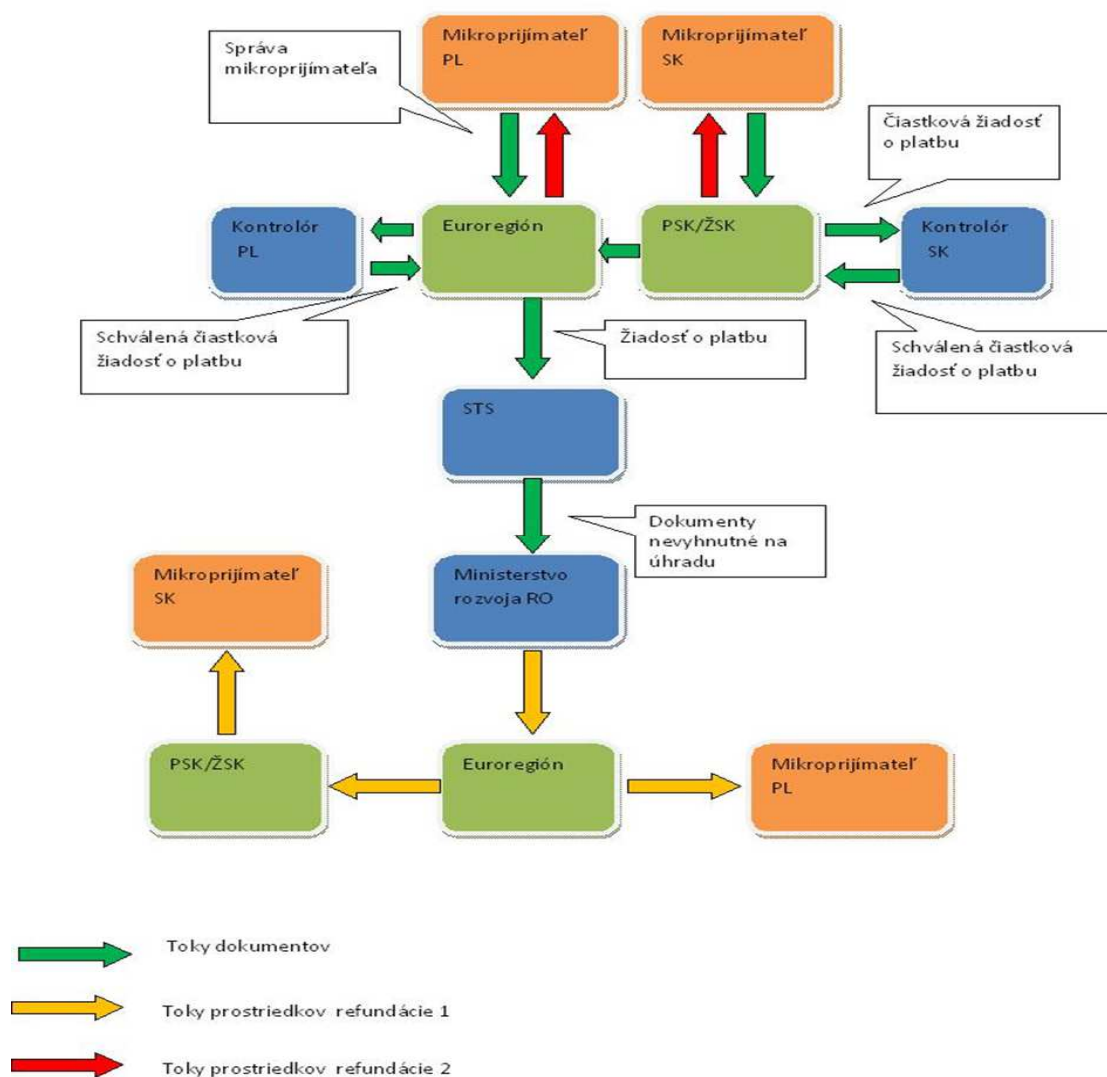 Správa
mikroprijímateľa
Mikroprijímateľ
PL
Mikroprijímateľ
SK
Čiastková žiadosť
o platbu
Kontrolór
PL
Euroregión
PSK/ŽSK
Kontrolór
SK
Schválená čiastková
žiadosť o platbu
Žiadosť o platbu
Schválená čiastková
žiadosť o platbu
STS
Dokumenty
nevyhnutné na
úhradu
Mikroprijímateľ
SK
Ministerstvo
rozvoja RO
PSK/ŽSK
Euroregión
Mikroprijímateľ
PL
Toky dokumentov
Toky prostriedkov refundácie 1
Toky prostriedkov refundácie 2